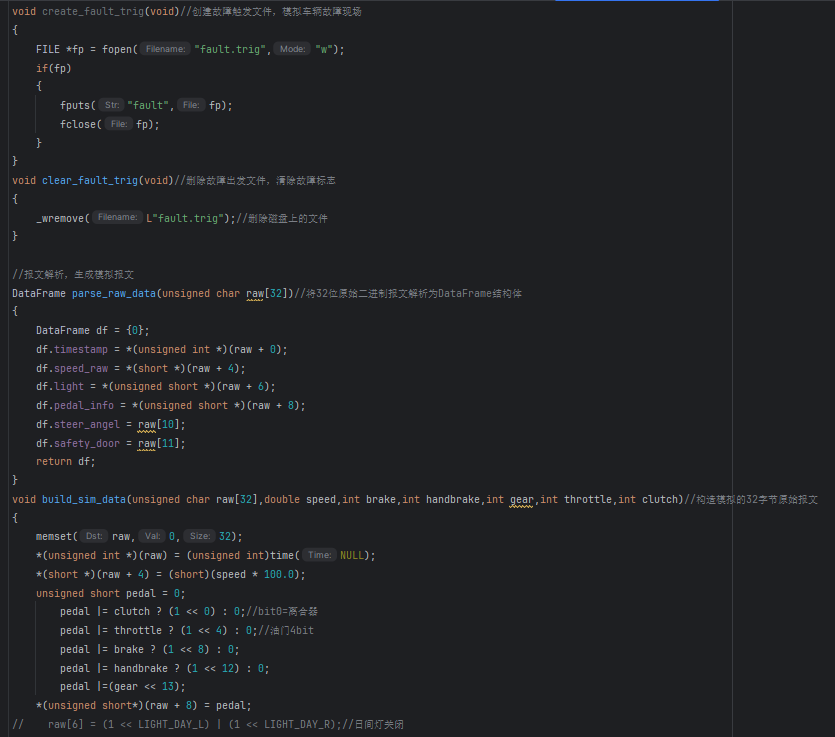 void create_fault_trig(void)//创建故障触发文件，模拟车辆故障现场
{
    FILE *fp = fopen( Filename: "fault.trig", Mode: "w");
    if(fp)
    {
        fputs( Str: "fault", File: fp);
        fclose( File: fp);
    }
}
void clear_fault_trig(void)//删除故障出发文件，清除故障标志
{
    _wremove( Filename: L"fault.trig");//删除磁盘上的文件
}
//报文解析，生成模拟报文
DataFrame parse_raw_data(unsigned char raw[32])//将32位原始二进制报文解析为DataFrame结构体
{
    DataFrame df = {0};
    df.timestamp = *(unsigned int *)(raw + 0);
    df.speed_raw = *(short *)(raw + 4);
    df.light = *(unsigned short *)(raw + 6);
    df.pedal_info = *(unsigned short *)(raw + 8);
    df.steer_angel = raw[10];
    df.safety_door = raw[11];
    return df;
}
void build_sim_data(unsigned char raw[32],double speed,int brake,int handbrake,int gear,int throttle,int clutch)//构造模拟的32字节原始报文
{
    memset( Dst: raw, Val: 0, Size: 32);
    *(unsigned int *)(raw) = (unsigned int)time( Time: NULL);
    *(short *)(raw + 4) = (short)(speed * 100.0);
    unsigned short pedal = 0;
        pedal |= clutch ? (1 << 0) : 0;//bit0=离合器
        pedal |= throttle ? (1 << 4) : 0;//油门4bit
        pedal |= brake ? (1 << 8) : 0;
        pedal |= handbrake ? (1 << 12) : 0;
        pedal |=(gear << 13);
    *(unsigned short*)(raw + 8) = pedal;
//    raw[6] = (1 << LIGHT_DAY_L) | (1 << LIGHT_DAY_R);//日间灯关闭